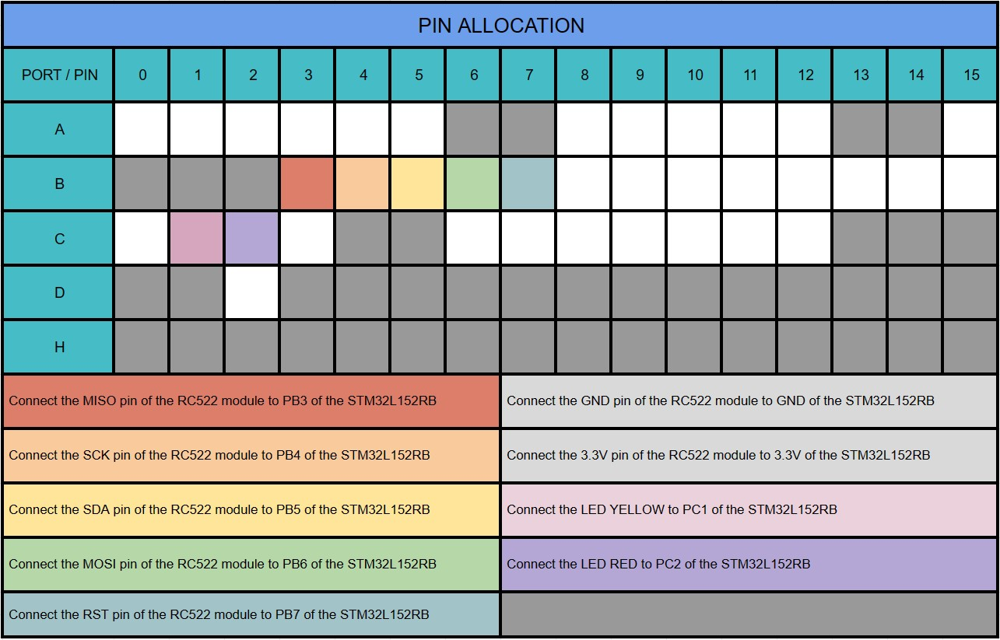 PIN ALLOCATION
PORT / PIN 0 1 2 3 4 5 6 7 8 9 10 11 12 13 14 15
A
B
C
D
H
Connect the MISO pin of the RC522 module to PB3 of the STM32L152RB
Connect the GND pin of the RC522 module to GND of the STM32L152RB
Connect the SCK pin of the RC522 module to PB4 of the STM32L152RB
Connect the 3.3V pin of the RC522 module to 3.3V of the STM32L152RB
Connect the SDA pin of the RC522 module to PB5 of the STM32L152RB
Connect the LED YELLOW to PC1 of the STM32L152RB
Connect the MOSI pin of the RC522 module to PB6 of the STM32L152RB
Connect the LED RED to PC2 of the STM32L152RB
Connect the RST pin of the RC522 module to PB7 of the STM32L152RB